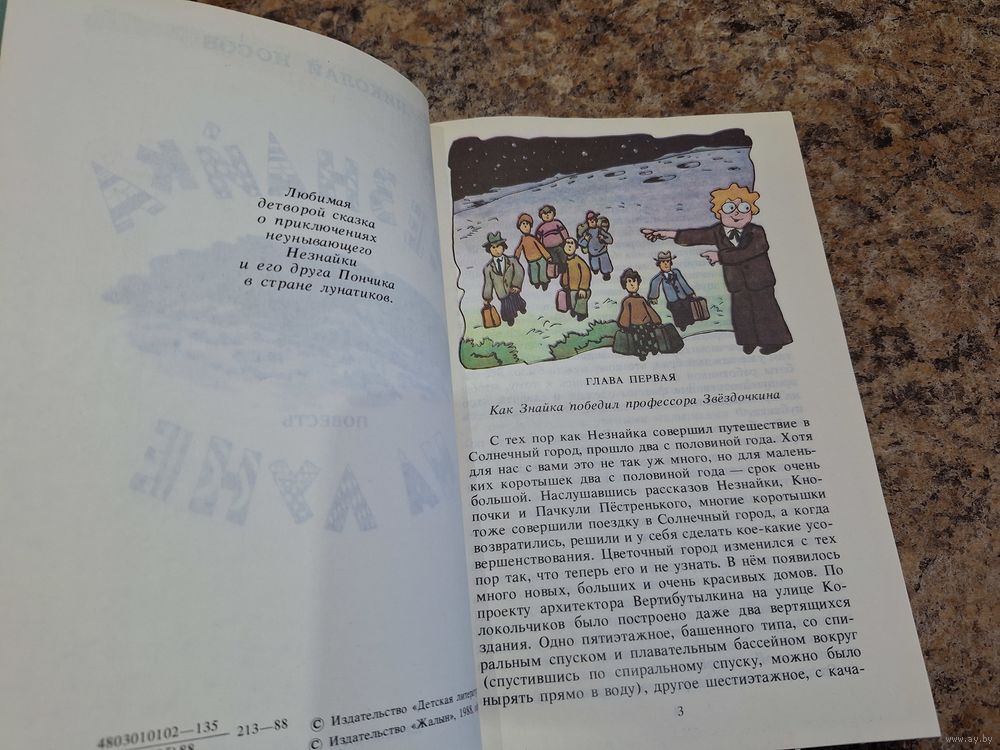 Любимая
детворой сказка
о приключениях
неунывающего
Незнайки
и его друга Пончика
в стране лунатиков.
4803010102—135
213—88
© Издательство «Детская
© Издательство «Жалын», 1988,
ГЛАВА ПЕРВАЯ
Как Знайка победил профессора Звёздочкина
С тех пор как Незнайка совершил путешествие в
Солнечный город, прошло два с половиной года. Хотя
для нас с вами это не так уж много, но для малень-
ких коротышек два с половиной года — срок очень
большой. Наслушавшись рассказов Незнайки, Кно-
почки и Пачкули Пёстренького, многие коротышки
тоже совершили поездку в Солнечный город, а когда
возвратились, решили и у себя сделать кое-какие усо-
вершенствования. Цветочный город изменился с тех
пор так, что теперь его и не узнать. В нём появилось
много новых, больших и очень красивых домов. По
проекту архитектора Вертибутылкина на улице Ко-
локольчиков было построено даже два вертящихся
здания. Одно пятиэтажное, башенного типа, со спи-
ральным спуском и плавательным бассейном вокруг
(спустившись по спиральному спуску, можно было
нырять прямо в воду), другое шестиэтажное, с кача-
3
www.ay.by